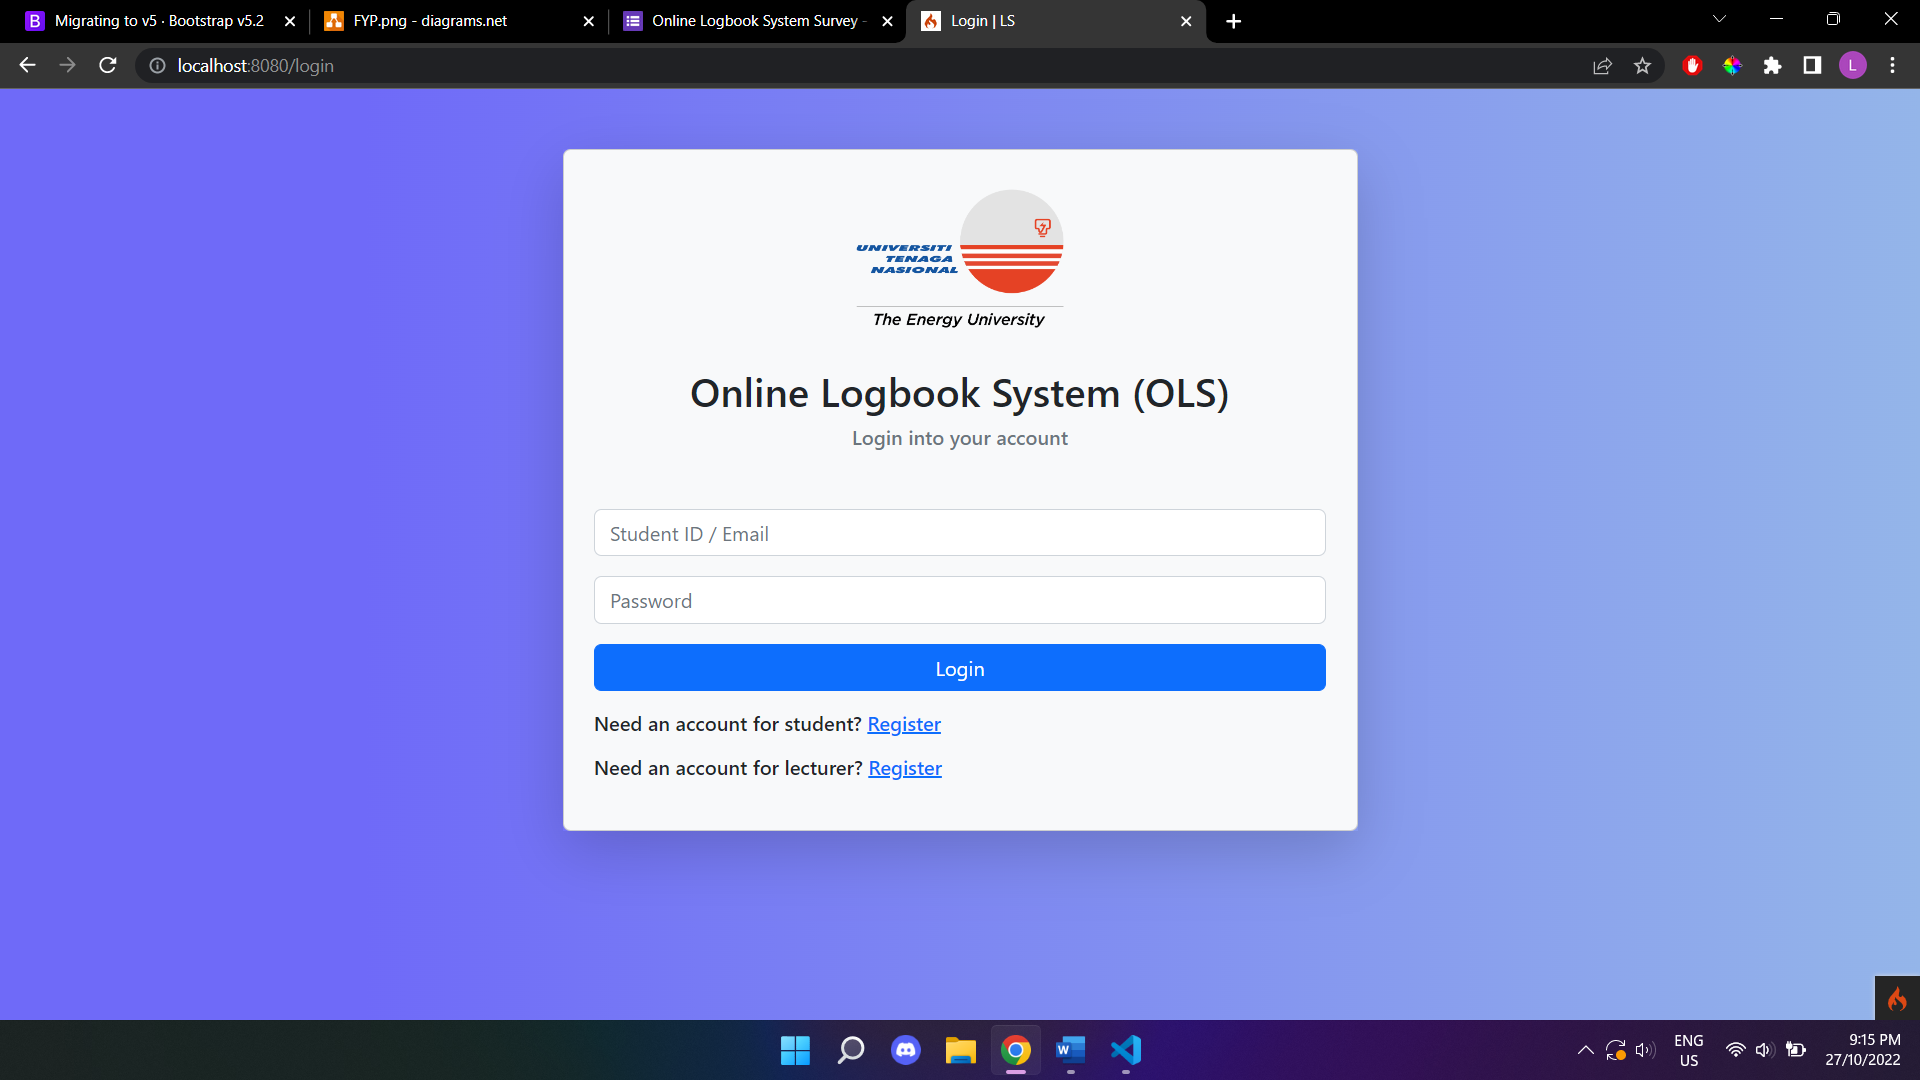 Migrating to v5 · Bootstrap v5.2
FYP.png - diagrams.net
Online Logbook System Survey -
Login | LS
localhost:8080/login
L
UNIVERSITI
TENAGA
NASIONAL
The Energy University
Online Logbook System (OLS)
Login into your account
Student ID / Email
Password
Login
Need an account for student? Register
Need an account for lecturer? Register
ENG
US
9:15 PM
27/10/2022